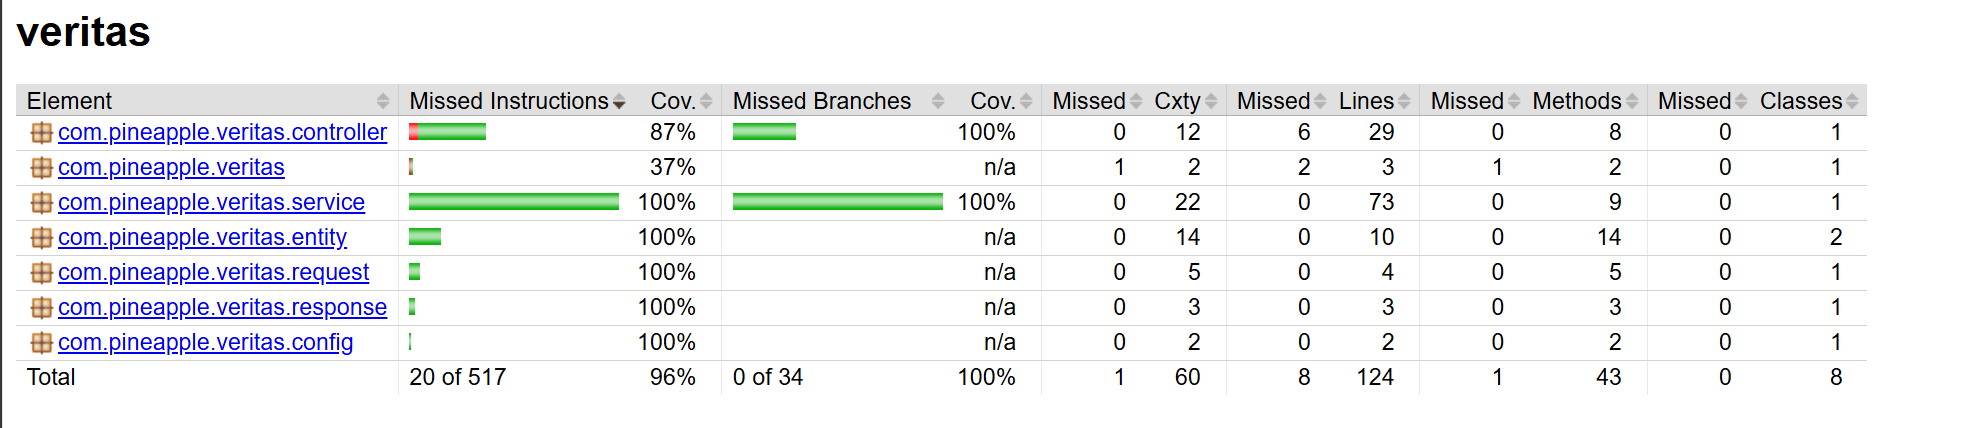 veritas
Element Missed Instructions Cov. Missed Branches Cov. Missed Cxty Missed Lines Missed Methods Missed Classes
com.pineapple.veritas.controller 87% 100% 0 12 6 29 0 8 0 1
com.pineapple.veritas 37% n/a 1 2 2 3 1 2 0 1
com.pineapple.veritas.service 100% 100% 0 22 0 73 0 9 0 1
com.pineapple.veritas.entity 100% n/a 0 14 0 10 0 14 0 2
com.pineapple.veritas.request 100% n/a 0 5 0 4 0 5 0 1
com.pineapple.veritas.response 100% n/a 0 3 0 3 0 3 0 1
com.pineapple.veritas.config 100% n/a 0 2 0 2 0 2 0 1
Total 20 of 517 96% 0 of 34 100% 1 60 8 124 1 43 0 8